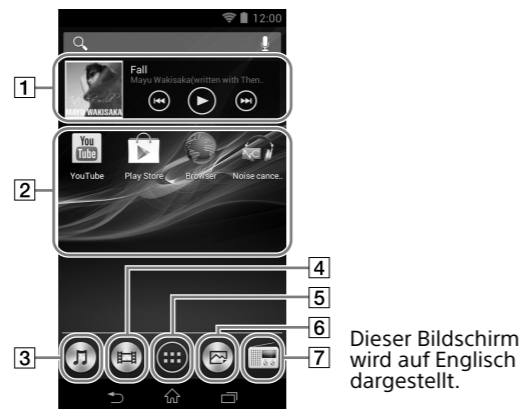 12:00
Fall
Mayu Wakisaka(written with Then..
MAYU WAKISAKA
1
You
Tube
2
YouTube Play Store Browser Noise cance..
4
5
6
3
7
Dieser Bildschirm
wird auf Englisch
dargestellt.